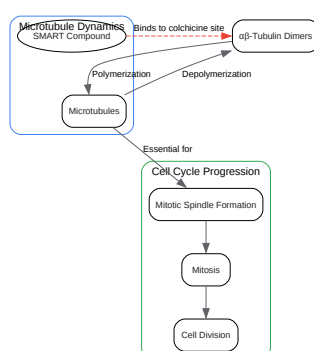 Microtubule Dynamics
SMART Compound
Binds to colchicine site
αβ-Tubulin Dimers
Polymerization
Depolymerization
Microtubules
Essential for
Cell Cycle Progression
Mitotic Spindle Formation
Mitosis
Cell Division